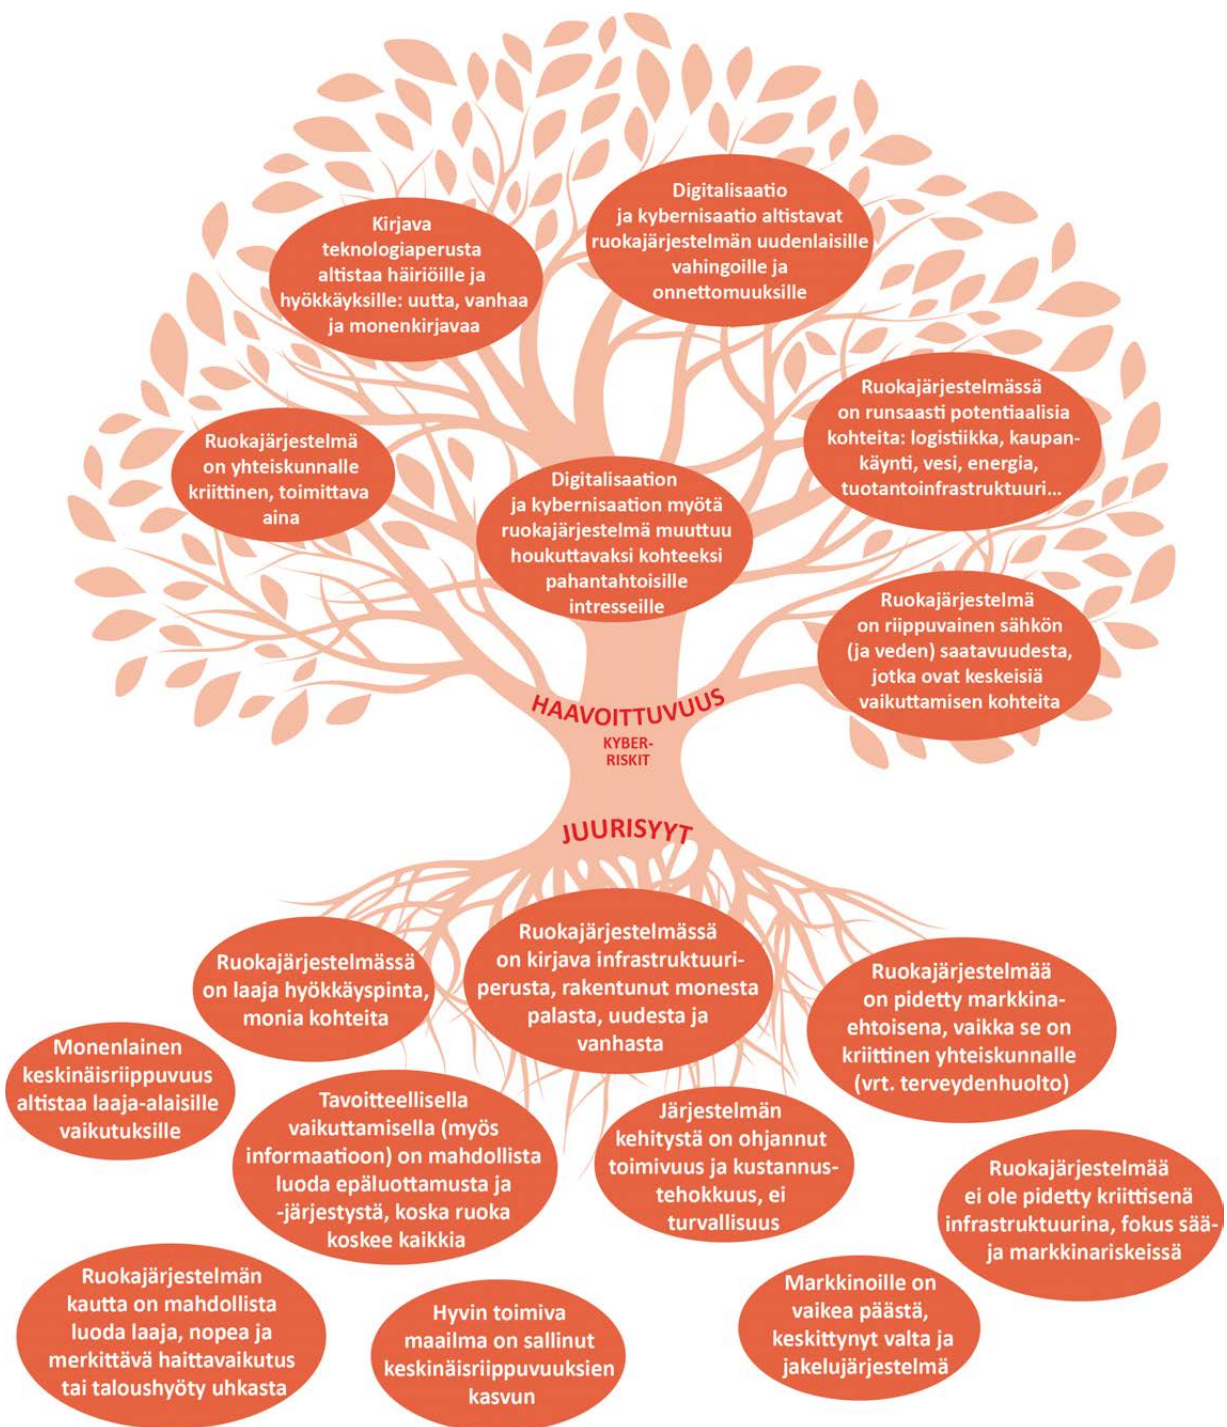 Kirjava
teknologiaperusta
altistaa häiriöille ja
hyökkäyksille: uutta, vanhaa
ja monenkirjavaa
Digitalisaatio
ja kybernisaatio altistavat
ruokajärjestelmän uudenlaisille
vahingoille ja
onnettomuuksille
Ruokajärjestelmä
on yhteiskunnalle
kriittinen, toimittava
aina
Digitalisaation
ja kybernisaation myötä
ruokajärjestelmä muuttuu
houkuttavaksi kohteeksi
pahantahtoisille
intresseille
Ruokajärjestelmässä
on runsaasti potentiaalisia
kohteita: logistiikka, kaupan-
käynti, vesi, energia,
tuotantoinfrastruktuuri...
Ruokajärjestelmä
on riippuvainen sähkön
(ja veden) saatavuudesta,
jotka ovat keskeisiä
vaikuttamisen kohteita
HAAVOITTUVUUS
KYBER-
RISKIT
JUURISYYT
Ruokajärjestelmässä
on laaja hyökkäyspinta,
monia kohteita
Ruokajärjestelmässä
on kirjava infrastruktuuri-
perusta, rakentunut monesta
palasta, uudesta ja
vanhasta
Ruokajärjestelmää
on pidetty markkina-
ehtoisena, vaikka se on
kriittinen yhteiskunnalle
(vrt. terveydenhuolto)
Monenlainen
keskinäisriippuvuus
altistaa laaja-alaisille
vaikutuksille
Tavoitteellisella
vaikuttamisella (myös
informaatioon) on mahdollista
luoda epäluottamusta ja
-järjestystä, koska ruoka
koskee kaikkia
Järjestelmän
kehitystä on ohjannut
toimivuus ja kustannus-
tehokkuus, ei
turvallisuus
Ruokajärjestelmää
ei ole pidetty kriittisenä
infrastruktuurina, fokus sää-
ja markkinariskeissä
Ruokajärjestelmän
kautta on mahdollista
luoda laaja, nopea ja
merkittävä haittavaikutus
tai taloushyöty uhkasta
Hyvin toimiva
maailma on sallinut
keskinäisriippuvuuksien
kasvun
Markkinoille on
vaikea päästä,
keskittynyt valta ja
jakelujärjestelmä